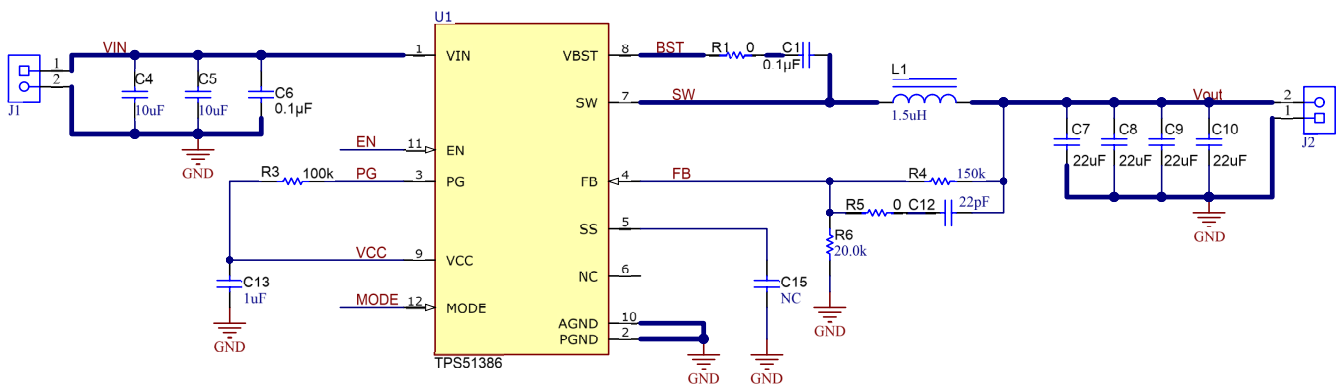 U1
VIN
1
VIN
VBST
8
BST
R1
0
C1
0.1µF
1
2
J1
C4
10uF
C5
10uF
C6
0.1µF
GND
SW
7
SW
L1
1.5uH
Vout
2
1
J2
C7
22uF
C8
22uF
C9
22uF
C10
22uF
GND
EN
11
EN
R3
100k
PG
3
PG
FB
4
FB
R4
150k
R5
0
C12
22pF
R6
20.0k
GND
SS
5
C15
NC
GND
VCC
9
VCC
NC
6
C13
1uF
GND
MODE
12
MODE
AGND
10
PGND
2
GND
TPS51386